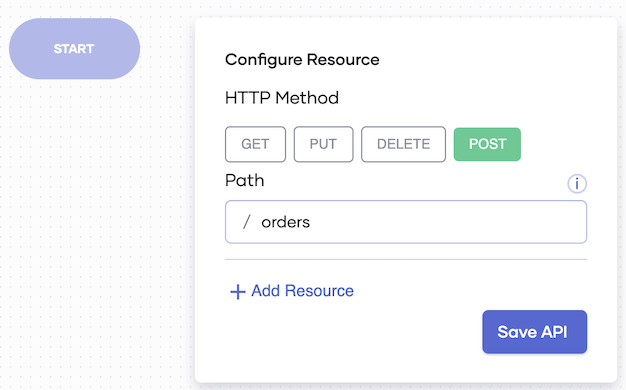 START
Configure Resource
HTTP Method
GET PUT DELETE POST
Path
/ orders
+ Add Resource
Save API